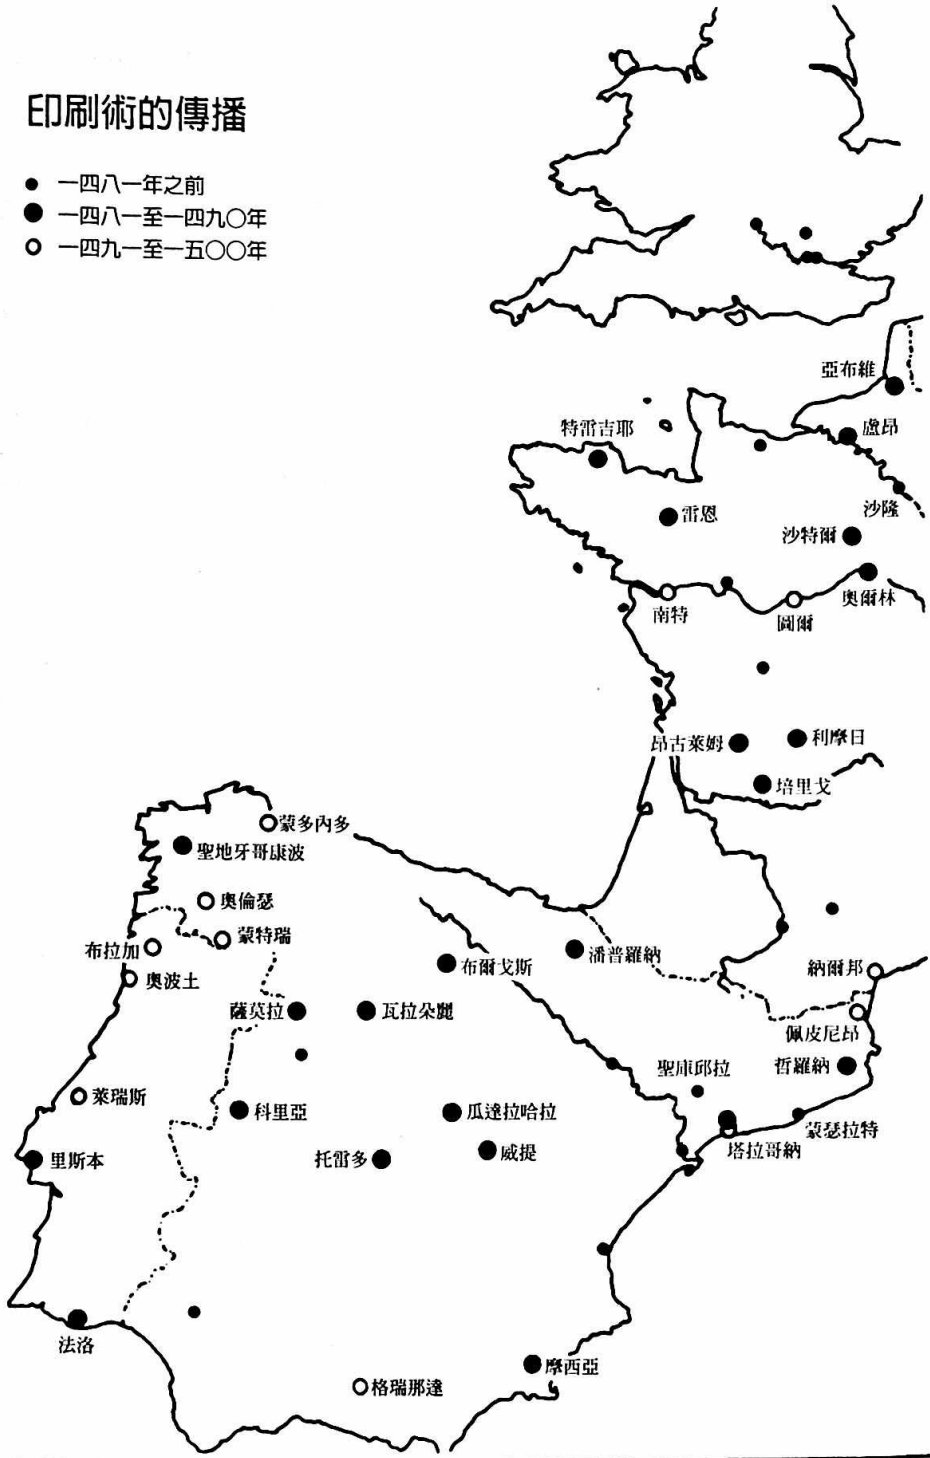 印刷術的傳播
一四八一年之前
一四八一至一四九〇年
一四九一至一五〇〇年
亞布維
盧昂
特雷吉耶
沙隆
雷恩
沙特爾
奧爾林
南特
圖爾
昂古萊姆
利摩日
培里戈
蒙多內多
聖地牙哥康波
奧倫瑟
蒙特瑞
布拉加
奧波土
布爾戈斯
潘普羅納
納爾邦
薩莫拉
瓦拉朵麗
佩皮尼昂
聖庫邱拉
哲羅納
萊瑞斯
科里亞
瓜達拉哈拉
蒙瑟拉特
塔拉哥納
里斯本
托雷多
威提
法洛
摩西亞
格瑞那達